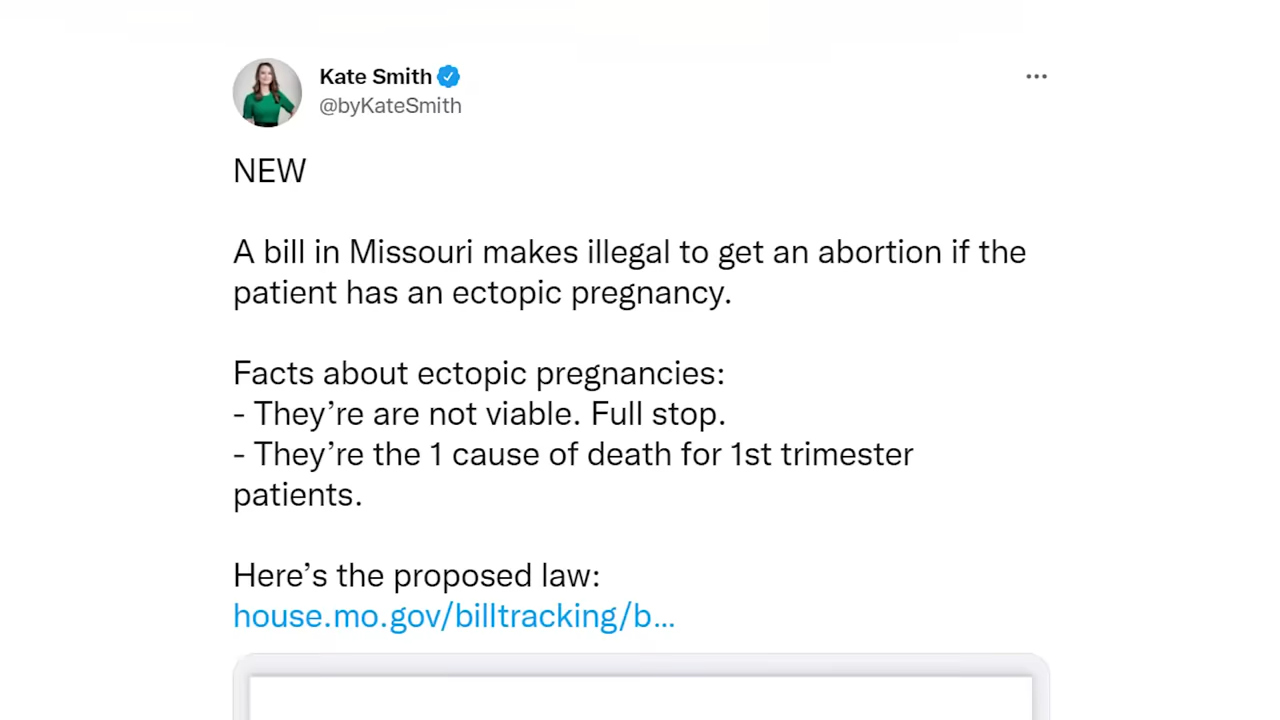 Kate Smith
@byKateSmith
NEW
A bill in Missouri makes illegal to get an abortion if the
patient has an ectopic pregnancy.
Facts about ectopic pregnancies:
- They’re are not viable. Full stop.
- They’re the 1 cause of death for 1st trimester
patients.
Here’s the proposed law:
house.mo.gov/billtracking/b...